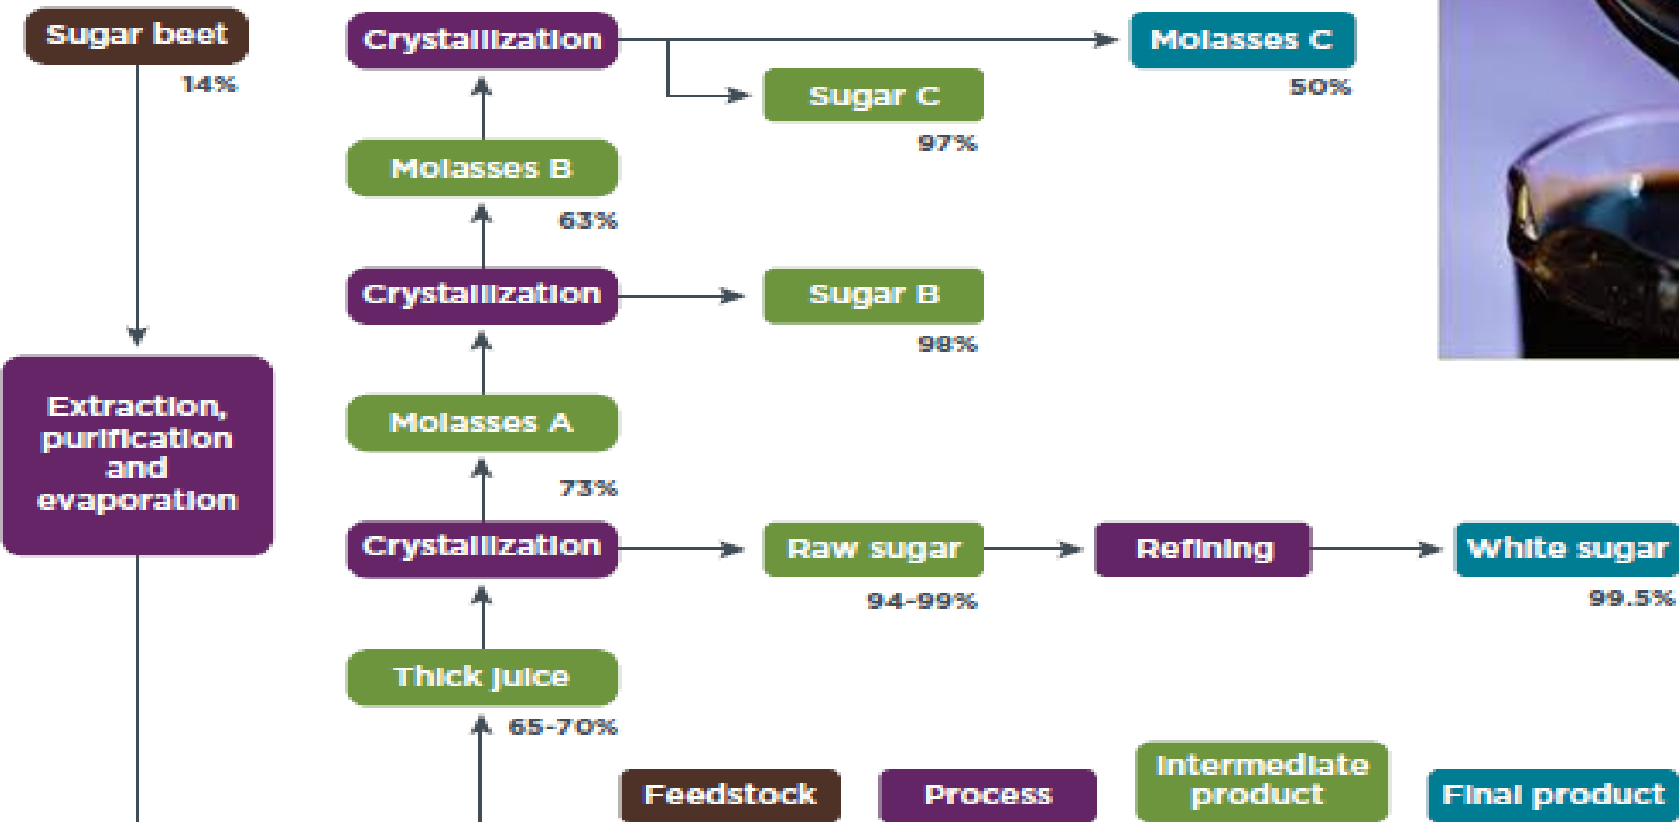 Sugar beet
14%
Extraction,
purification
and
evaporation
Crystallization
Molasses C
50%
Sugar C
97%
Molasses B
63%
Crystallization
Sugar B
98%
Molasses A
73%
Crystallization
Raw sugar
94-99%
Refining
White sugar
99.5%
Thick juice
65-70%
Feedstock
Process
Intermediate
product
Final product